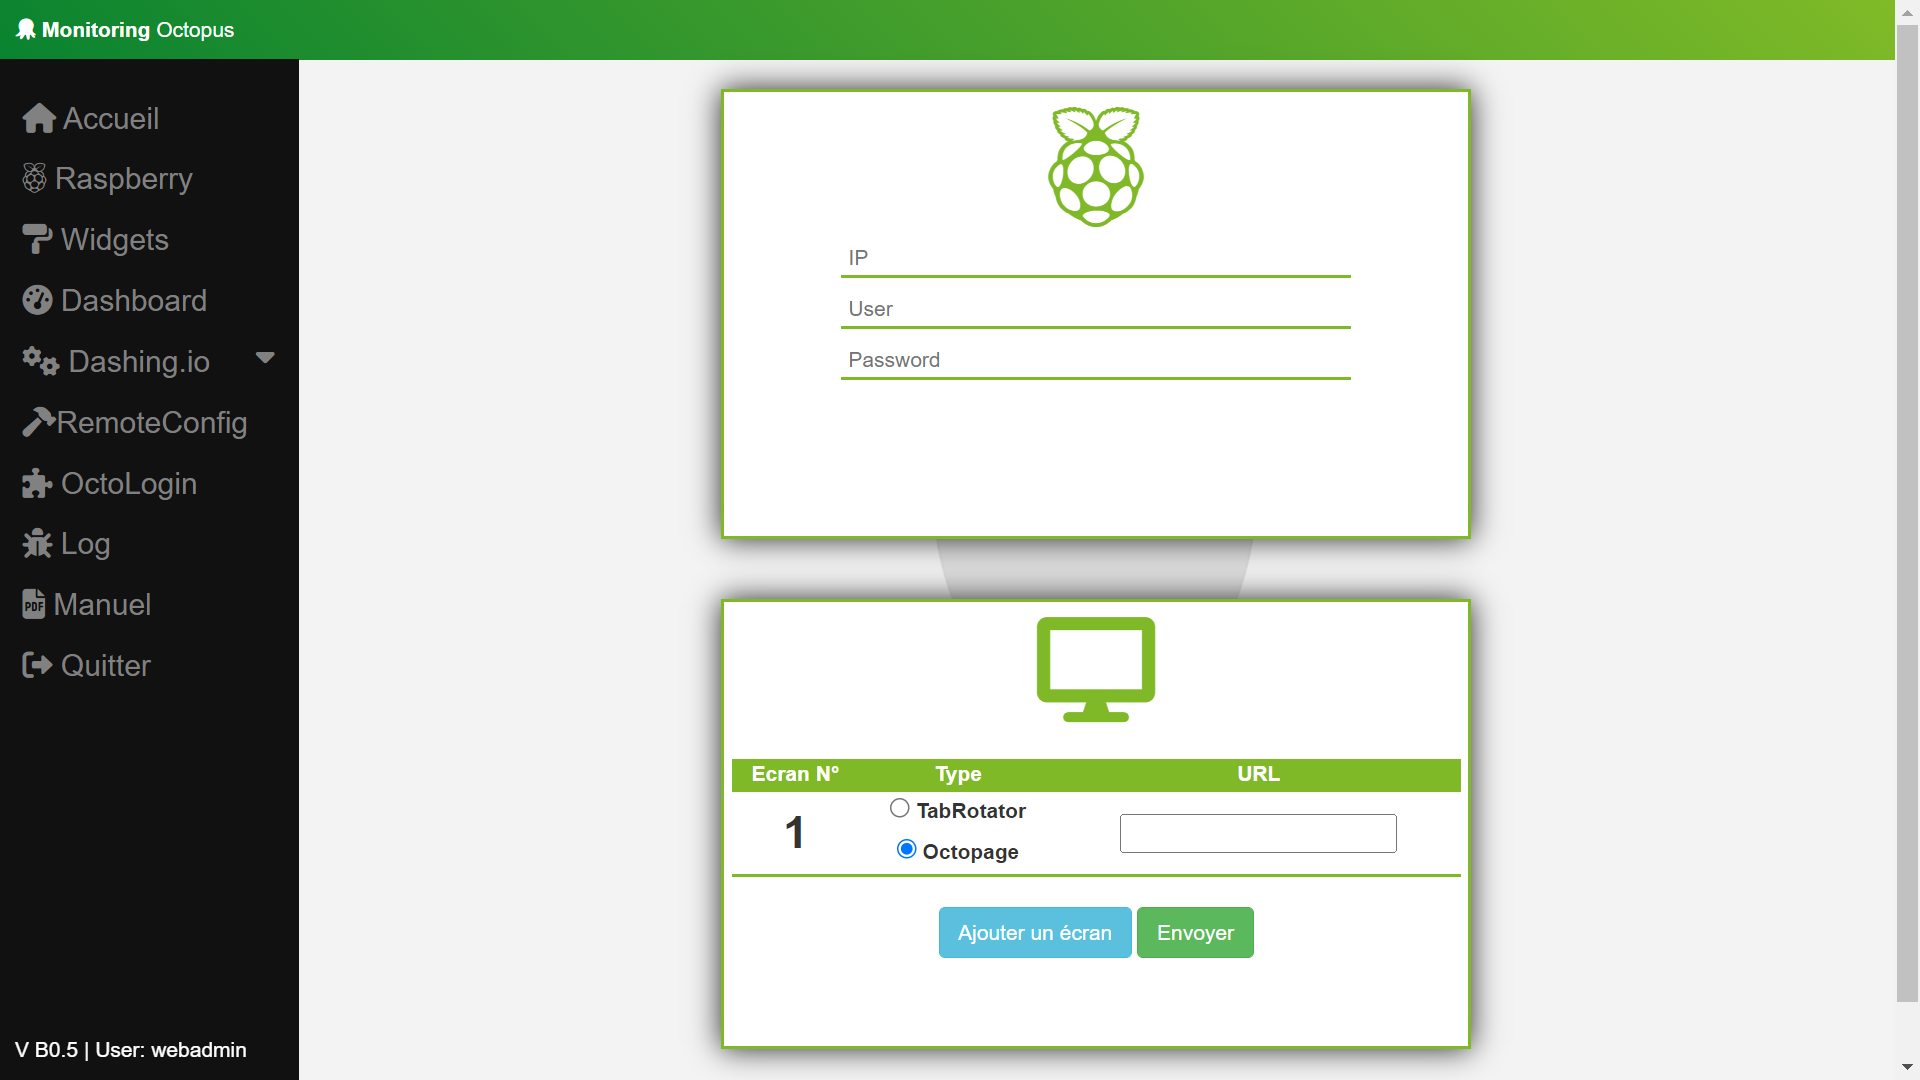 Monitoring Octopus
Accueil
Raspberry
Widgets
Dashboard
Dashing.io
RemoteConfig
OctoLogin
Log
PDF Manuel
Quitter
V B0.5 | User: webadmin
IP
User
Password
Ecran N° Type URL
1
TabRotator
Octopage
Ajouter un écran Envoyer